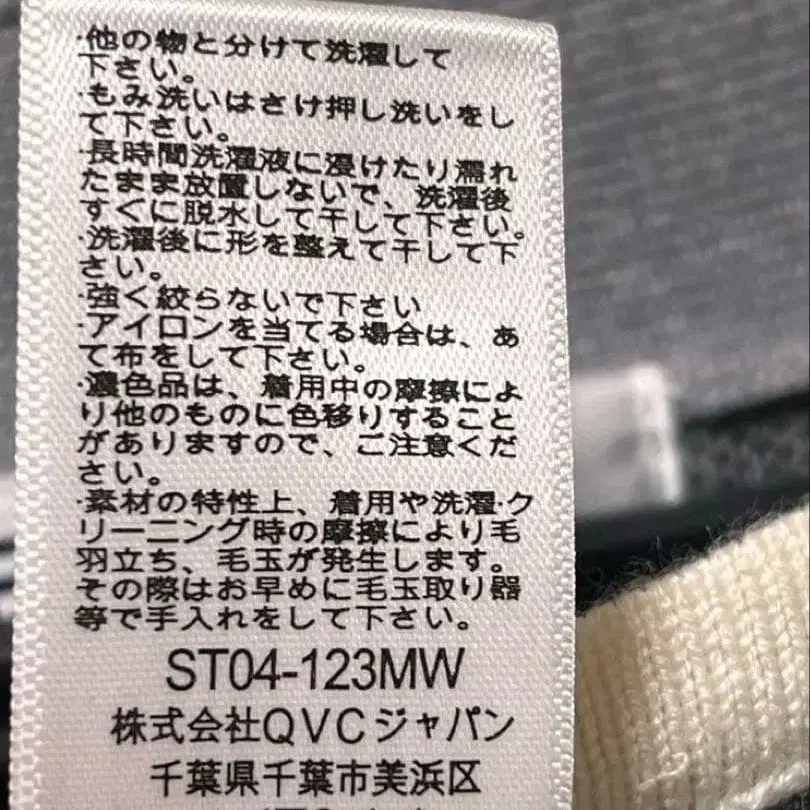 ·他の物と分けて洗濯して
下さい。
·もみ洗いはさけ押し洗いをし
て下さい。
·長時間洗濯液に浸けたり濡れ
たまま放置しないで、洗濯後
すぐに脱水して干して下さい。
·洗濯後に形を整えて干して下
さい。
·強く絞らないで下さい
·アイロンを当てる場合は、あ
て布をして下さい。
·濃色品は、着用中の摩擦によ
り他のものに色移りすること
がありますので、ご注意くだ
さい。
·素材の特性上、着用や洗濯·ク
リーニング時の摩擦により毛
羽立ち、毛玉が発生します。
その際はお早めに毛玉取り器
等で手入れをして下さい。
ST04-123MW
株式会社QVCジャパン
千葉県千葉市美浜区